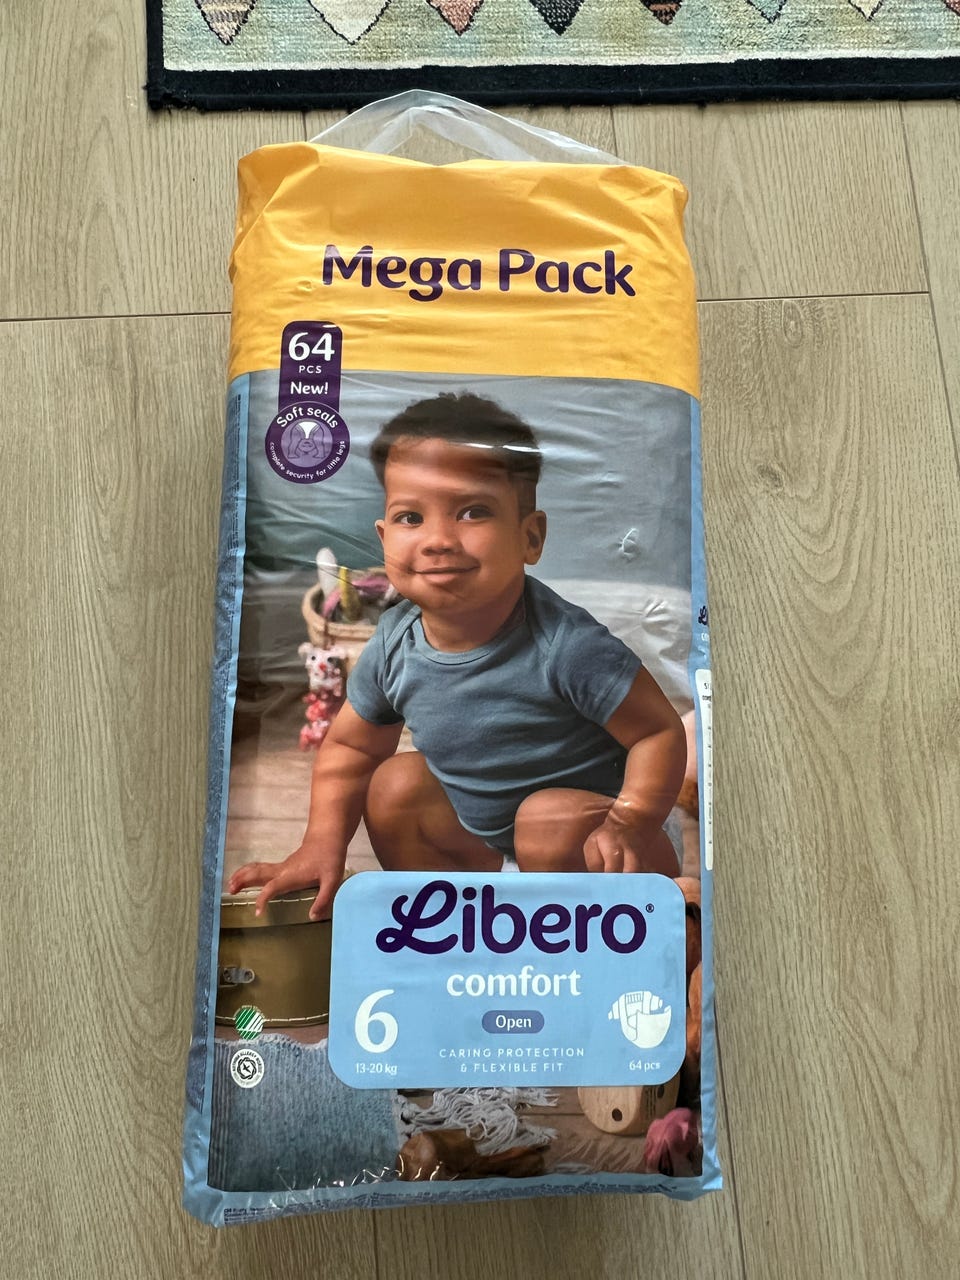 Mega Pack
64
PCS
New!
Soft seals
complete security for little legs
Libero®
comfort
6
Open
13-20 kg
CARING PROTECTION
& FLEXIBLE FIT
64 pcs